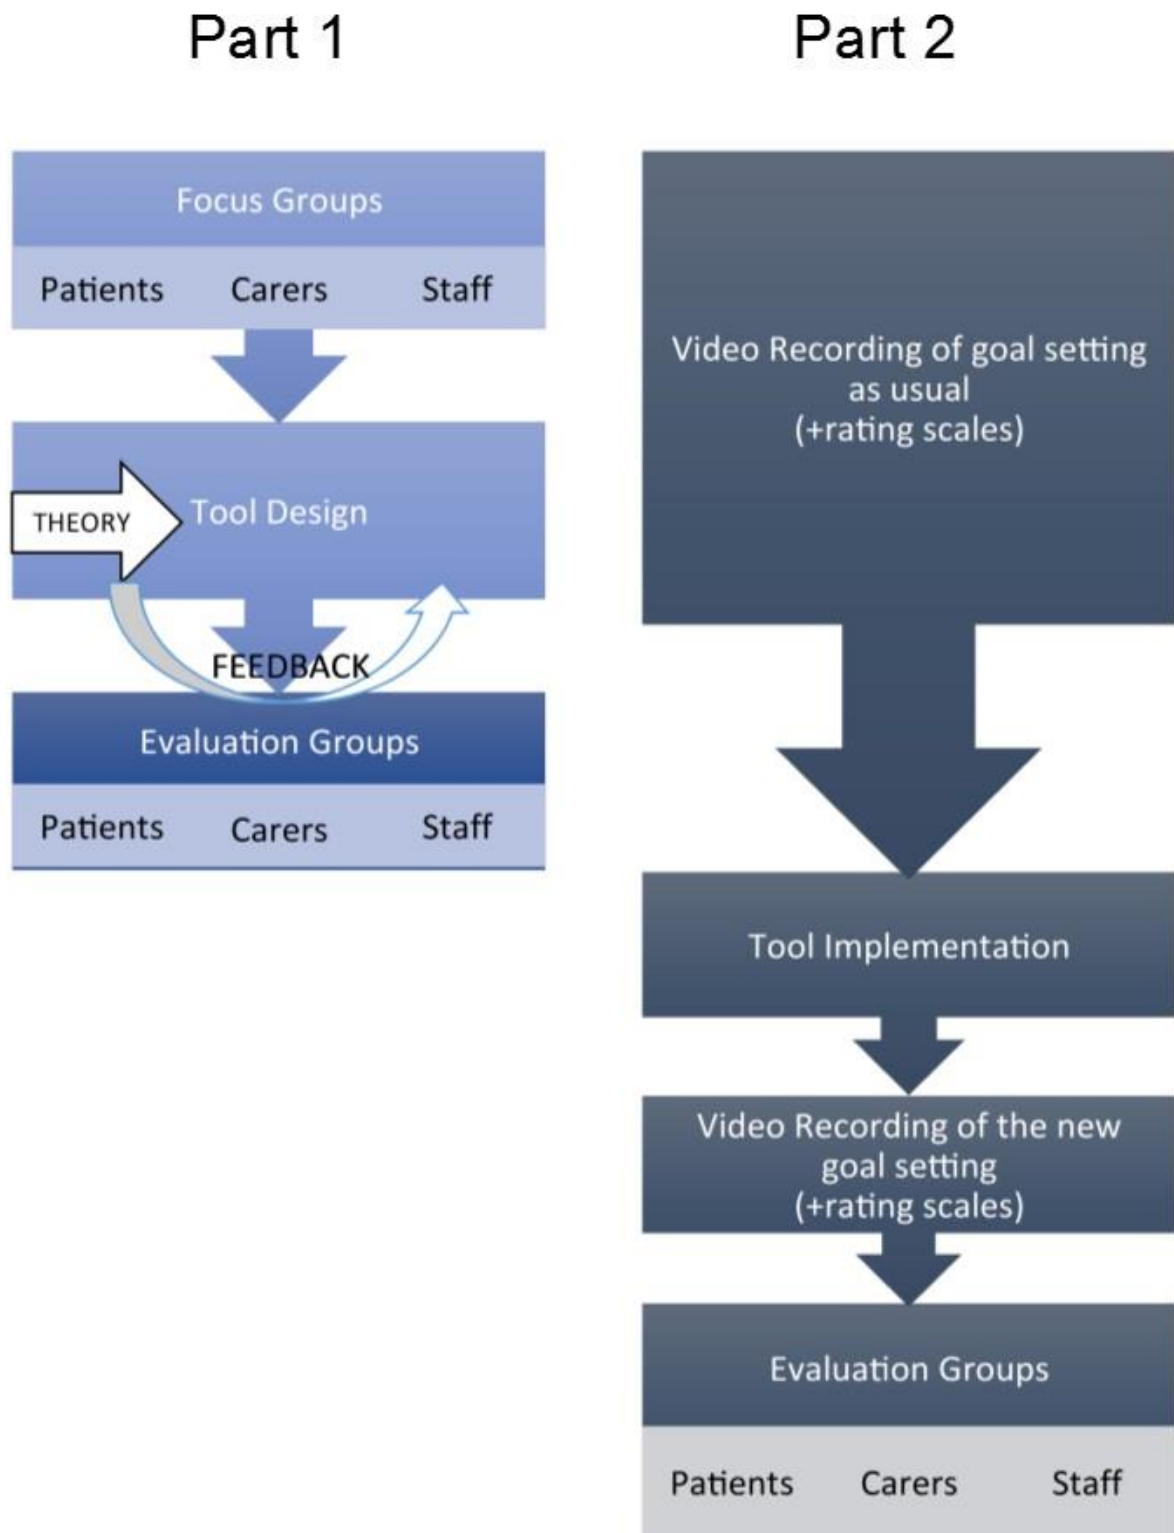 Part 1
Focus Groups
Patients Carers Staff
THEORY
Tool Design
FEEDBACK
Evaluation Groups
Patients Carers Staff
Part 2
Video Recording of goal setting
as usual
(+rating scales)
Tool Implementation
Video Recording of the new
goal setting
(+rating scales)
Evaluation Groups
Patients Carers Staff